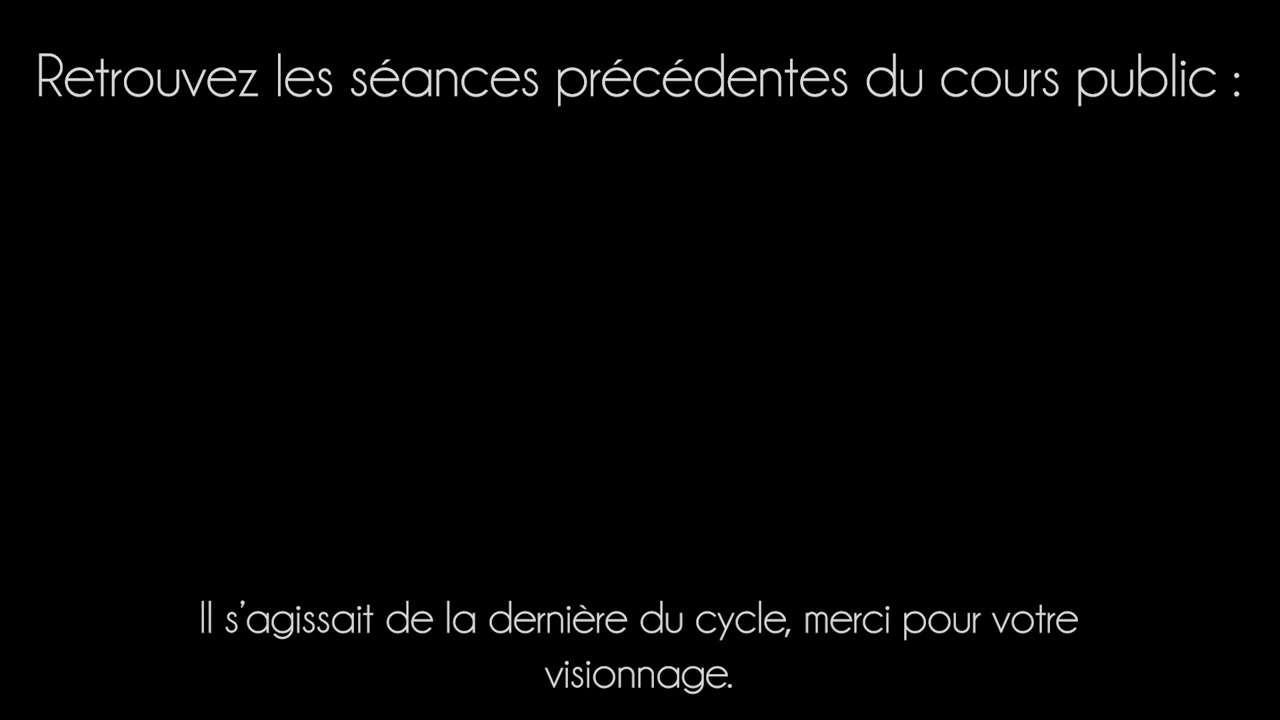 Retrouvez les séances précédentes du cours public :
Il s’agissait de la dernière du cycle, merci pour votre
visionnage.